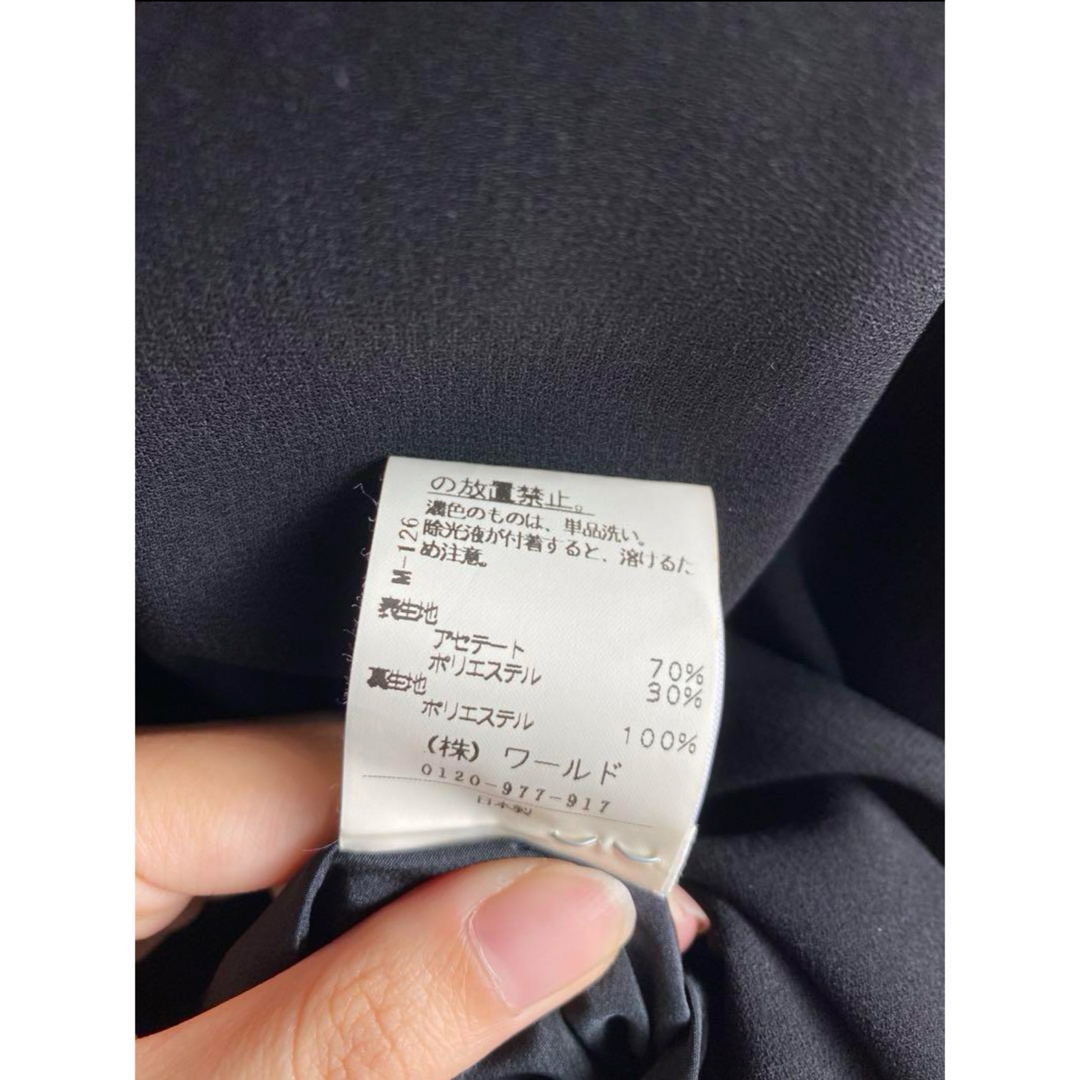 の放置禁止。
濃色のものは、単品洗い。
除光液が付着すると、溶けるた
め注意。
M-126
表生地
アセテート 70%
ポリエステル 30%
裏生地
ポリエステル 100%
(株) ワールド
0120-977-917
日本製